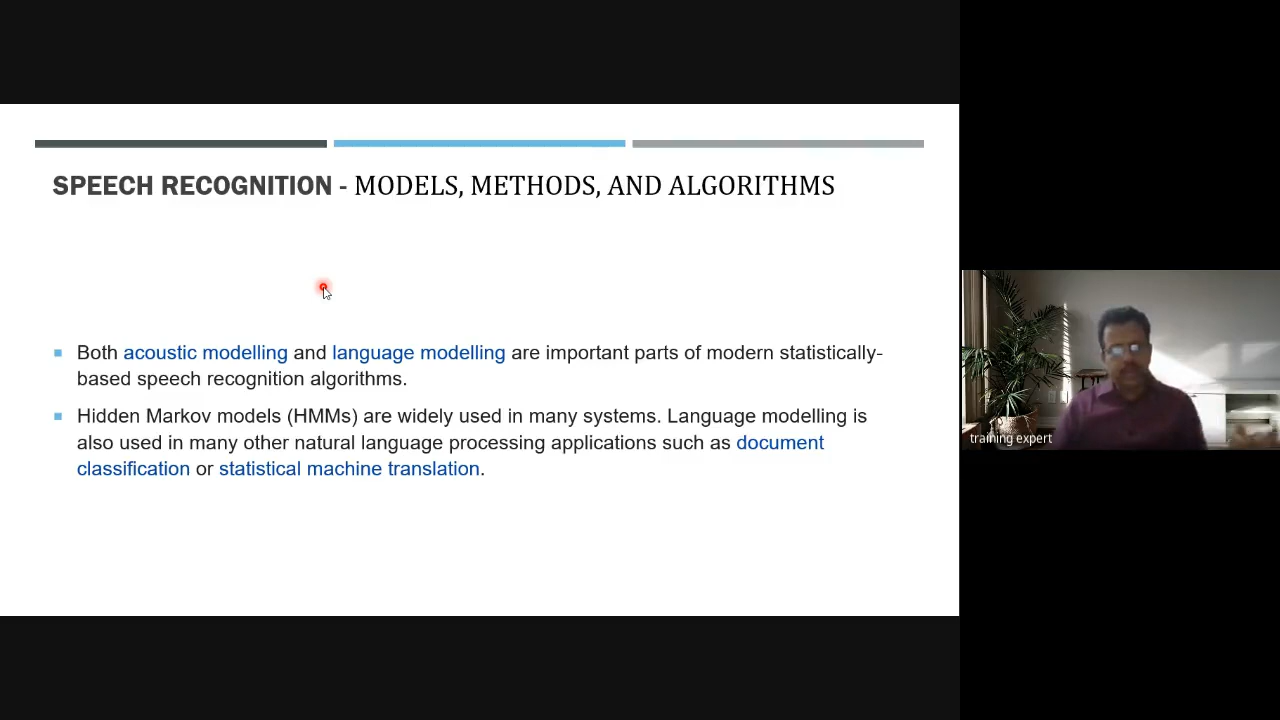 SPEECH RECOGNITION - MODELS, METHODS, AND ALGORITHMS
Both acoustic modelling and language modelling are important parts of modern statistically-
based speech recognition algorithms.
Hidden Markov models (HMMs) are widely used in many systems. Language modelling is
also used in many other natural language processing applications such as document
classification or statistical machine translation.
training expert